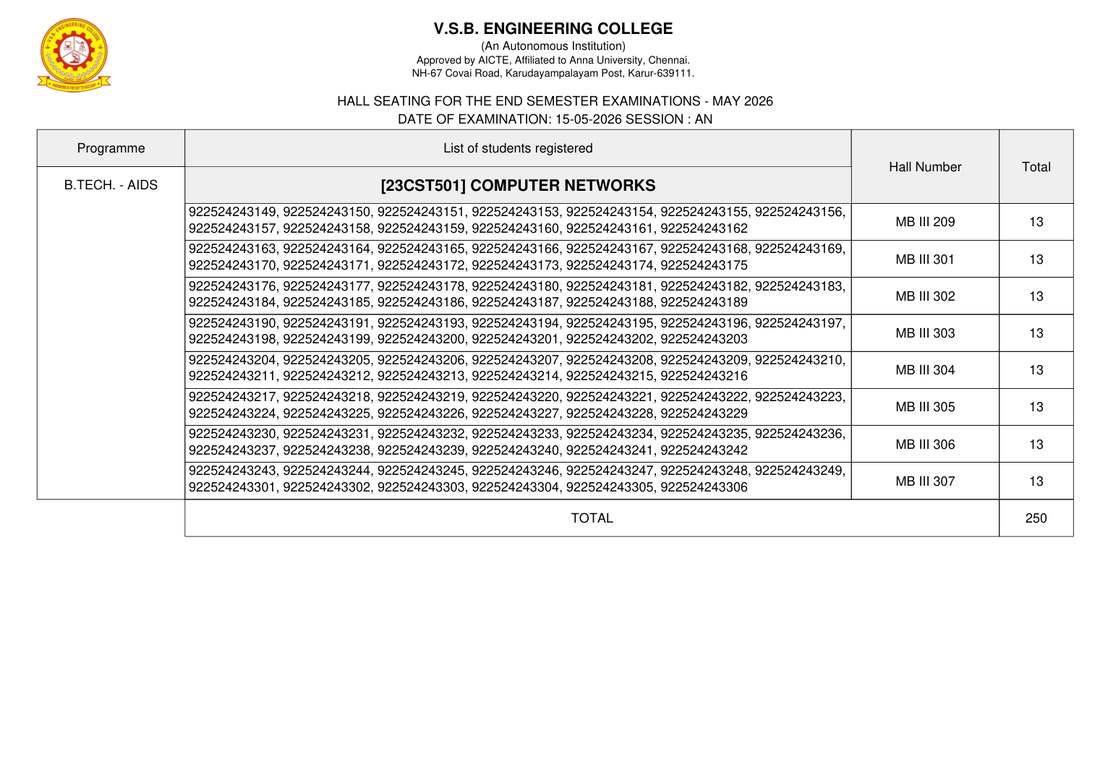 V.S.B. ENGINEERING COLLEGE
(An Autonomous Institution)
Approved by AICTE, Affiliated to Anna University, Chennai.
NH-67 Covai Road, Karudayampalayam Post, Karur-639111.
HALL SEATING FOR THE END SEMESTER EXAMINATIONS - MAY 2026
DATE OF EXAMINATION: 15-05-2026 SESSION : AN
Programme
List of students registered
Hall Number
Total
B.TECH. - AIDS
[23CST501] COMPUTER NETWORKS
922524243149, 922524243150, 922524243151, 922524243153, 922524243154, 922524243155, 922524243156,
922524243157, 922524243158, 922524243159, 922524243160, 922524243161, 922524243162
MB III 209
13
922524243163, 922524243164, 922524243165, 922524243166, 922524243167, 922524243168, 922524243169,
922524243170, 922524243171, 922524243172, 922524243173, 922524243174, 922524243175
MB III 301
13
922524243176, 922524243177, 922524243178, 922524243180, 922524243181, 922524243182, 922524243183,
922524243184, 922524243185, 922524243186, 922524243187, 922524243188, 922524243189
MB III 302
13
922524243190, 922524243191, 922524243193, 922524243194, 922524243195, 922524243196, 922524243197,
922524243198, 922524243199, 922524243200, 922524243201, 922524243202, 922524243203
MB III 303
13
922524243204, 922524243205, 922524243206, 922524243207, 922524243208, 922524243209, 922524243210,
922524243211, 922524243212, 922524243213, 922524243214, 922524243215, 922524243216
MB III 304
13
922524243217, 922524243218, 922524243219, 922524243220, 922524243221, 922524243222, 922524243223,
922524243224, 922524243225, 922524243226, 922524243227, 922524243228, 922524243229
MB III 305
13
922524243230, 922524243231, 922524243232, 922524243233, 922524243234, 922524243235, 922524243236,
922524243237, 922524243238, 922524243239, 922524243240, 922524243241, 922524243242
MB III 306
13
922524243243, 922524243244, 922524243245, 922524243246, 922524243247, 922524243248, 922524243249,
922524243301, 922524243302, 922524243303, 922524243304, 922524243305, 922524243306
MB III 307
13
TOTAL
250